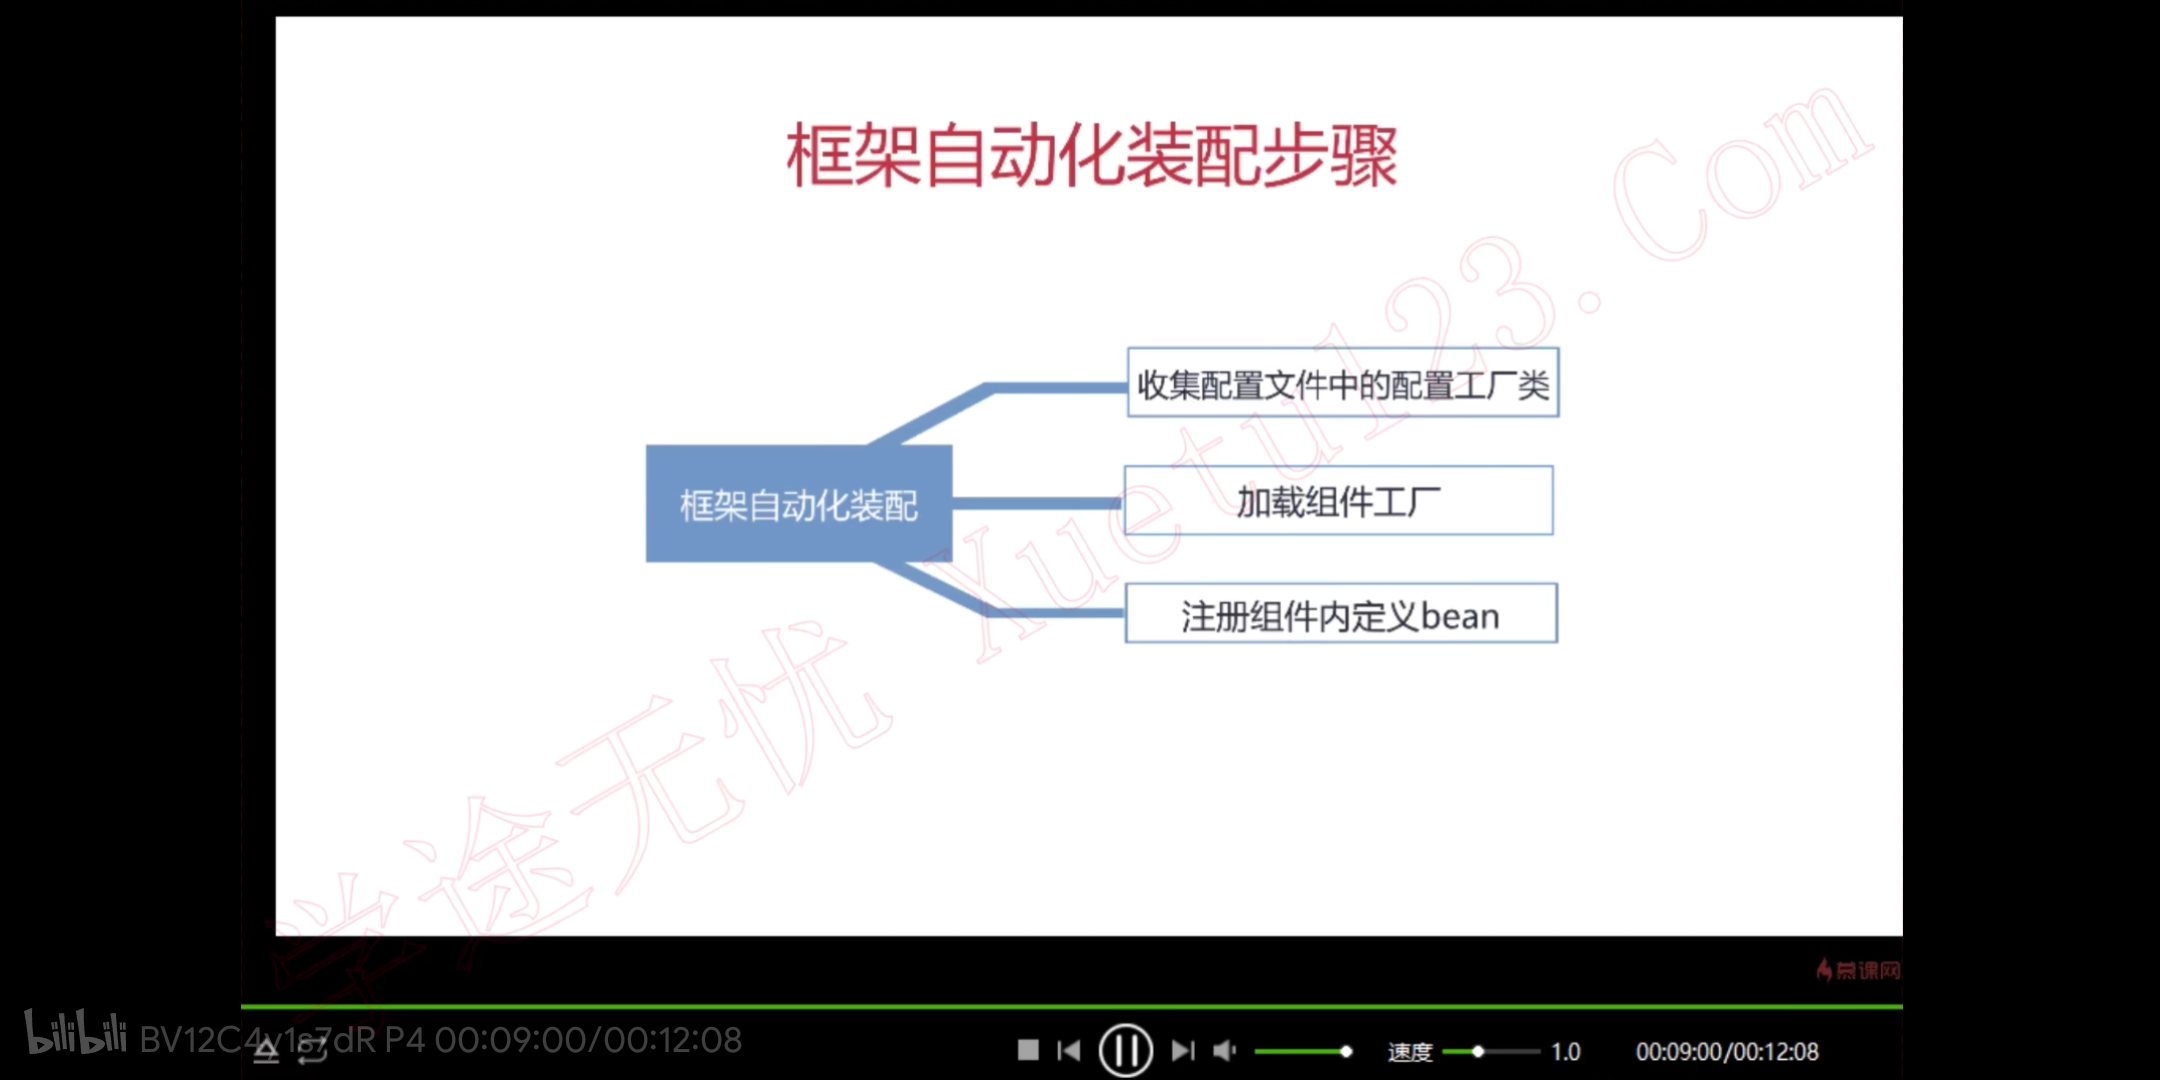 框架自动化装配步骤
框架自动化装配
收集配置文件中的配置工厂类
加载组件工厂
注册组件内定义bean
学途无忧 Xuetu123.Com
慕课网
bilibili BV12C4y1s7dR P4 00:09:00/00:12:08
速度 1.0 00:09:00/00:12:08